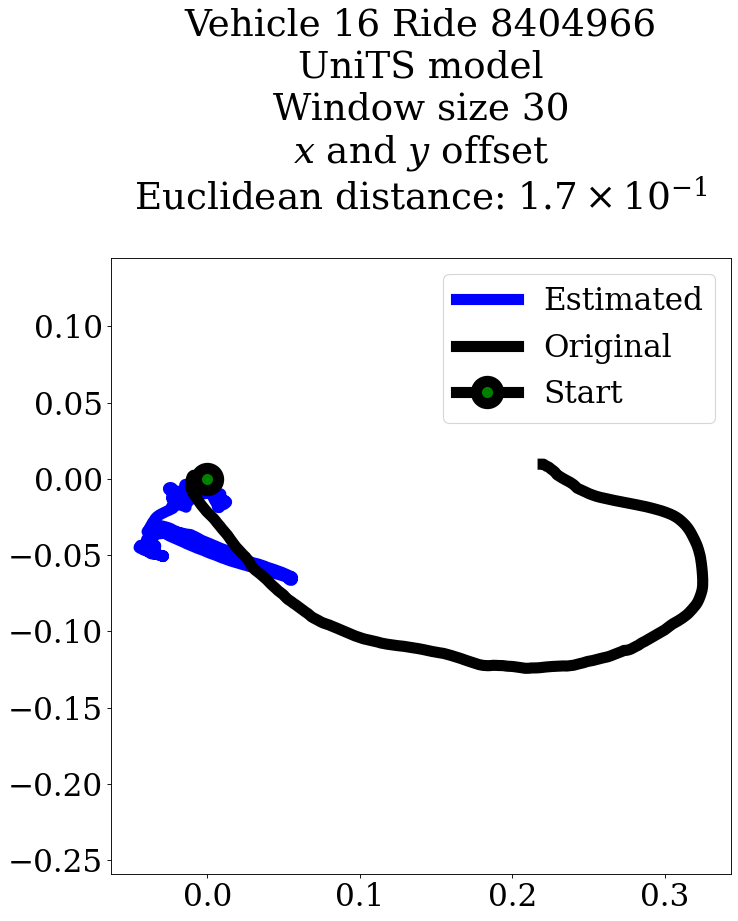 Vehicle 16 Ride 8404966
UniTS model
Window size 30
x and y offset
Euclidean distance: 1.7 × 10⁻¹
Estimated
Original
Start
0.10
0.05
0.00
−0.05
−0.10
−0.15
−0.20
−0.25
0.0 0.1 0.2 0.3